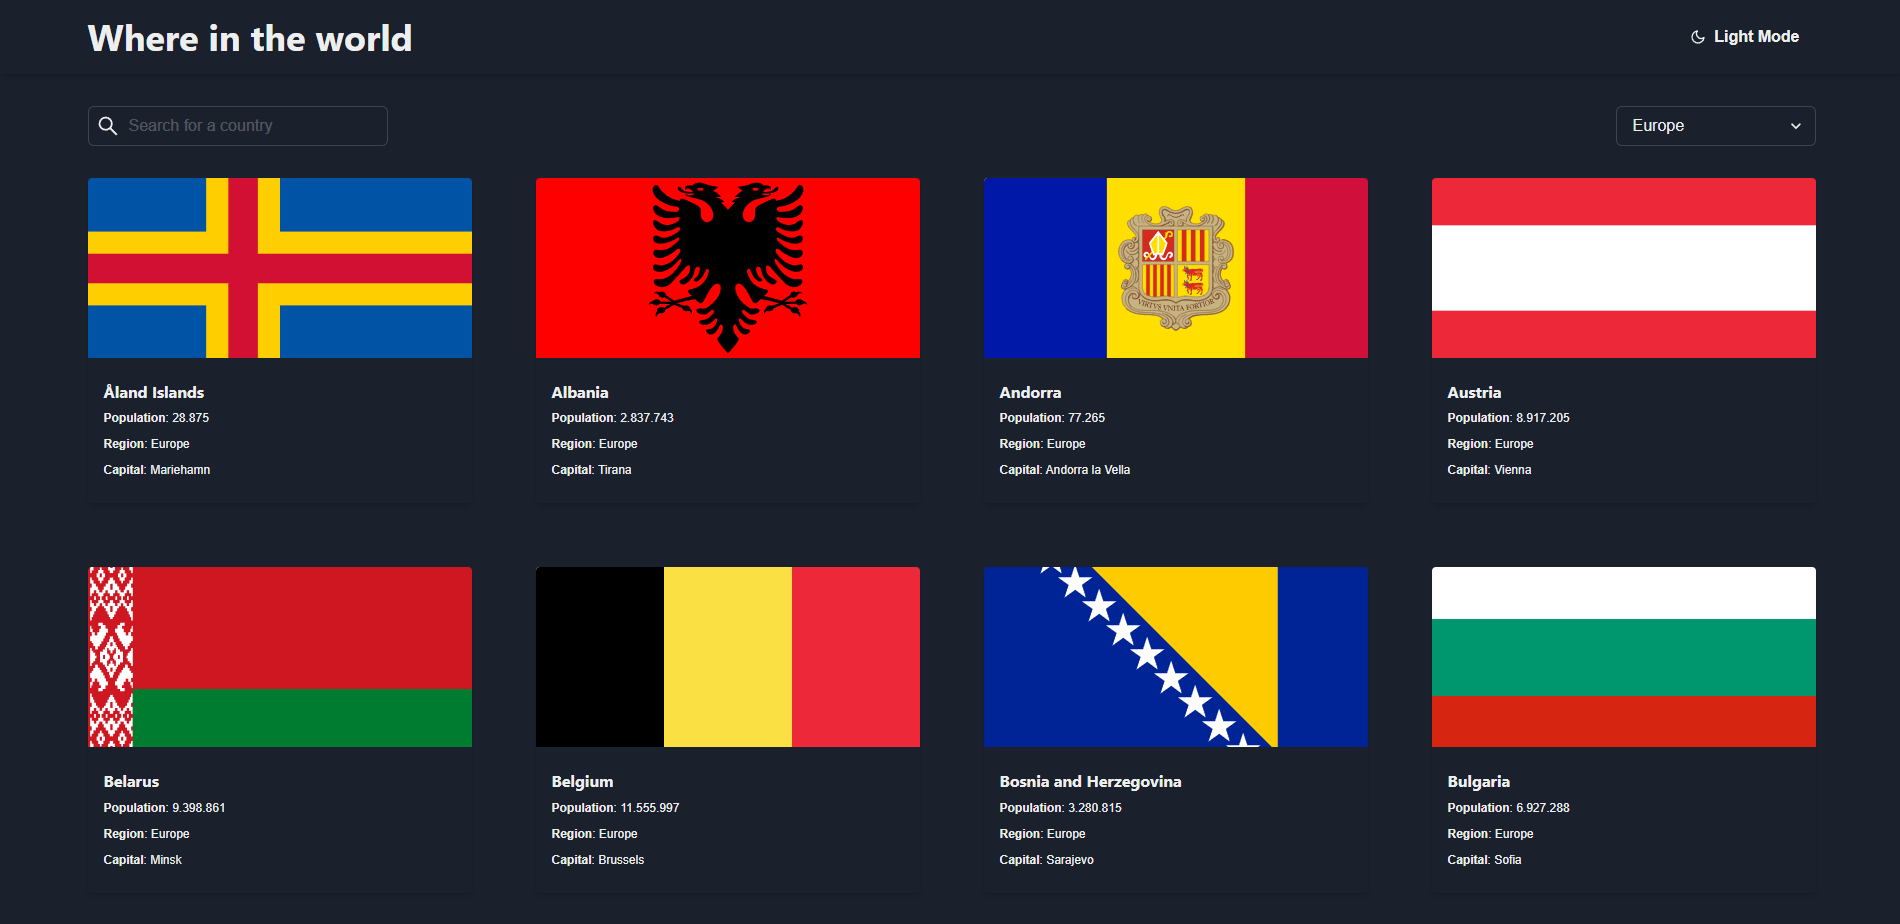 Where in the world
Light Mode
Search for a country
Europe
VIRTVS VNITA FORTIOR
Åland Islands
Population: 28.875
Region: Europe
Capital: Mariehamn
Albania
Population: 2.837.743
Region: Europe
Capital: Tirana
Andorra
Population: 77.265
Region: Europe
Capital: Andorra la Vella
Austria
Population: 8.917.205
Region: Europe
Capital: Vienna
Belarus
Population: 9.398.861
Region: Europe
Capital: Minsk
Belgium
Population: 11.555.997
Region: Europe
Capital: Brussels
Bosnia and Herzegovina
Population: 3.280.815
Region: Europe
Capital: Sarajevo
Bulgaria
Population: 6.927.288
Region: Europe
Capital: Sofia